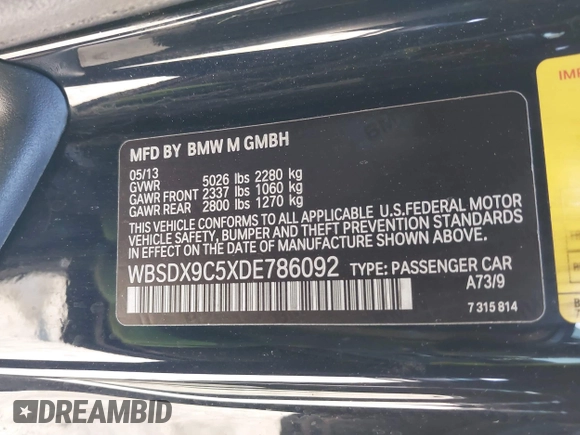 MFD BY BMW M GMBH
05/13
GVWR 5026 lbs 2280 kg
GAWR FRONT 2337 lbs 1060 kg
GAWR REAR 2800 lbs 1270 kg
THIS VEHICLE CONFORMS TO ALL APPLICABLE U.S. FEDERAL MOTOR
VEHICLE SAFETY, BUMPER AND THEFT PREVENTION STANDARDS
IN EFFECT ON THE DATE OF MANUFACTURE SHOWN ABOVE.
WBSDX9C5XDE786092 TYPE: PASSENGER CAR
A73/9
7 315 814
DREAMBID